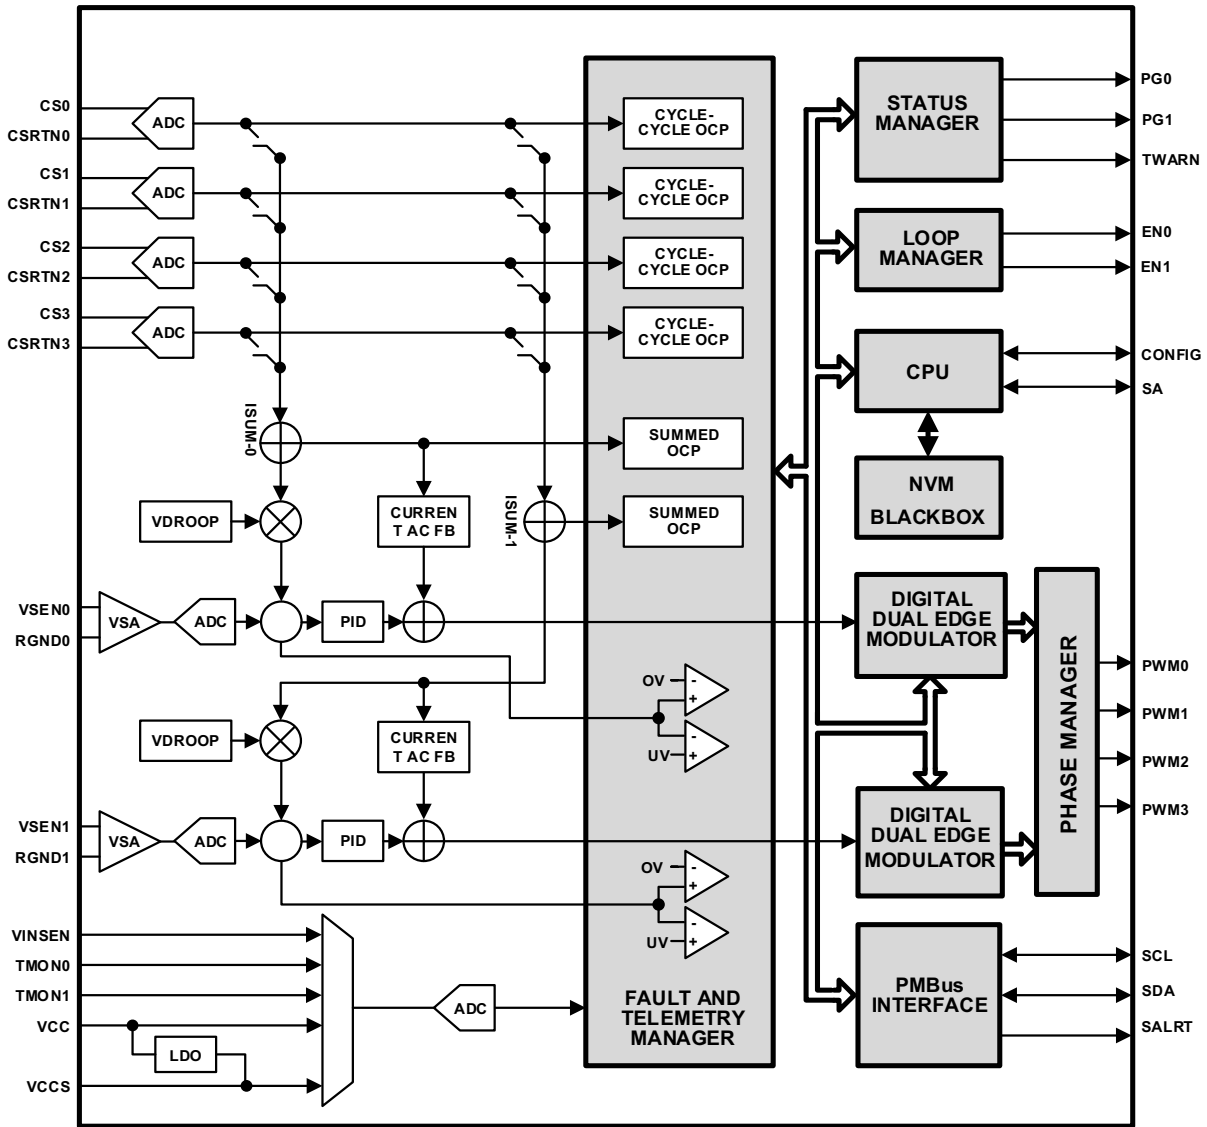 CS0
CSRTN0
ADC
CYCLE-
CYCLE OCP
CS1
CSRTN1
ADC
CYCLE-
CYCLE OCP
CS2
CSRTN2
ADC
CYCLE-
CYCLE OCP
CS3
CSRTN3
ADC
CYCLE-
CYCLE OCP
ISUM-0
SUMMED
OCP
VDROOP
CURREN
T AC FB
ISUM-1
SUMMED
OCP
VSEN0
RGND0
VSA
ADC
PID
OV
-
+
UV
-
+
VDROOP
CURREN
T AC FB
VSEN1
RGND1
VSA
ADC
PID
OV
-
+
UV
-
+
VINSEN
TMON0
TMON1
VCC
LDO
VCCS
ADC
FAULT AND
TELEMETRY
MANAGER
STATUS
MANAGER
PG0
PG1
TWARN
LOOP
MANAGER
EN0
EN1
CPU
CONFIG
SA
NVM
BLACKBOX
DIGITAL
DUAL EDGE
MODULATOR
DIGITAL
DUAL EDGE
MODULATOR
PHASE MANAGER
PWM0
PWM1
PWM2
PWM3
PMBus
INTERFACE
SCL
SDA
SALRT